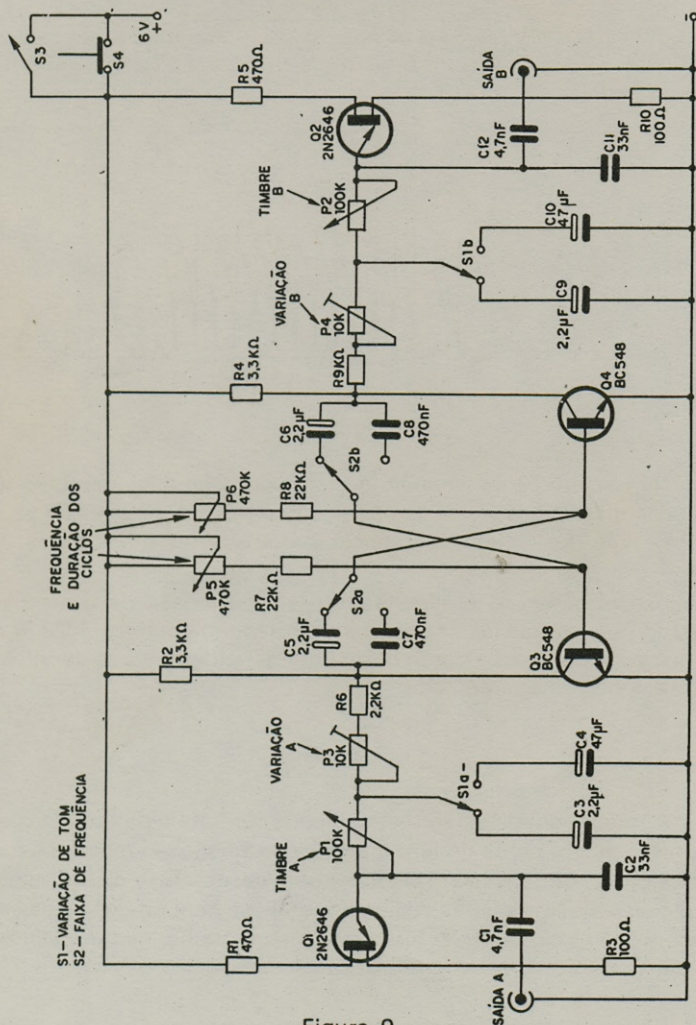 S1 – VARIAÇÃO DE TOM
S2 – FAIXA DE FREQUÊNCIA
FREQUÊNCIA
E DURAÇÃO DOS
CICLOS
S3
S4
6V
+
R1
470Ω
R2
3,3KΩ
P5
470K
P6
470K
R4
3,3KΩ
R5
470Ω
R7
22KΩ
R8
22KΩ
Q1
2N2646
TIMBRE
A
P1
100K
VARIAÇÃO
A
P3
10K
R6
2,2KΩ
C5
2,2µF
C7
470nF
S2a
S2b
C6
2,2µF
C8
470nF
R9KΩ
VARIAÇÃO
B
P4
10K
TIMBRE
B
P2
100K
Q2
2N2646
SAÍDA A
C1
4,7nF
R3
100Ω
C2
33nF
S1a-
C3
2,2µF
C4
47µF
Q3
BC548
Q4
BC548
S1b
C9
2,2µF
C10
47µF
C11
33nF
C12
4,7nF
SAÍDA
B
R10
100Ω
Figura 9